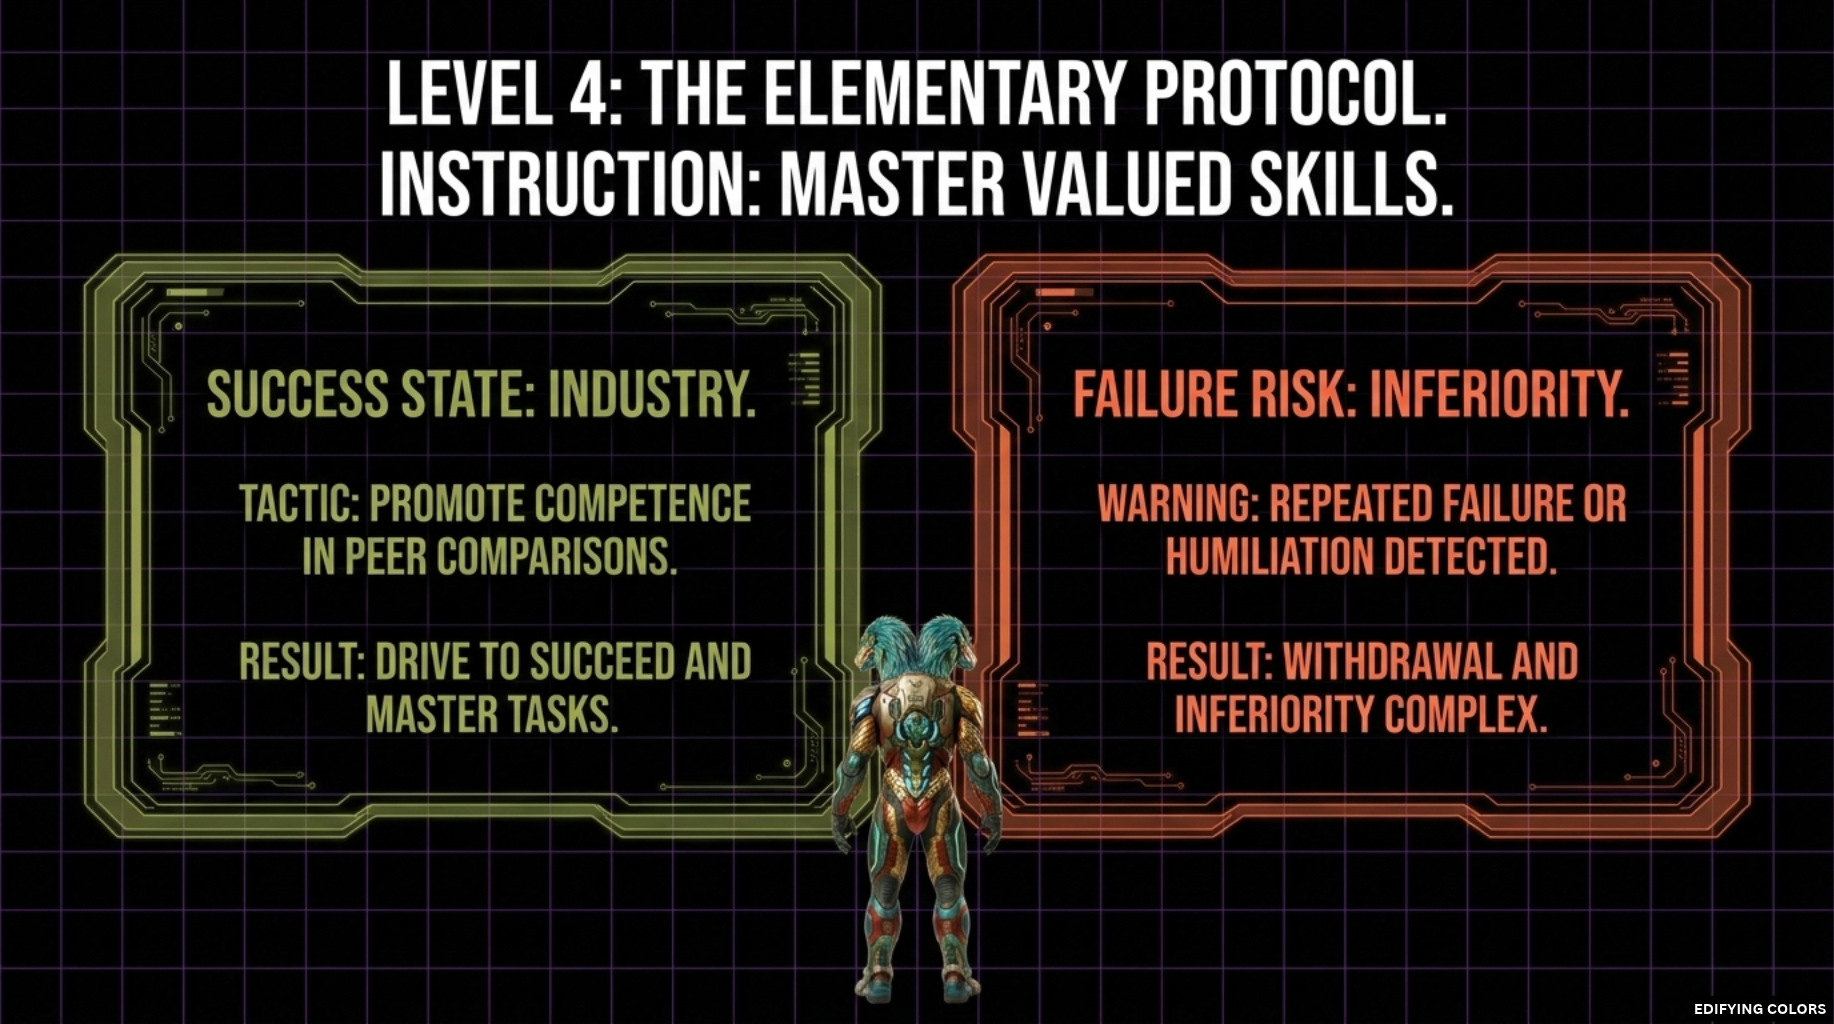 LEVEL 4: THE ELEMENTARY PROTOCOL.
INSTRUCTION: MASTER VALUED SKILLS.
SUCCESS STATE: INDUSTRY.
TACTIC: PROMOTE COMPETENCE
IN PEER COMPARISONS.
RESULT: DRIVE TO SUCCEED AND
MASTER TASKS.
FAILURE RISK: INFERIORITY.
WARNING: REPEATED FAILURE OR
HUMILIATION DETECTED.
RESULT: WITHDRAWAL AND
INFERIORITY COMPLEX.
EDIFYING COLORS